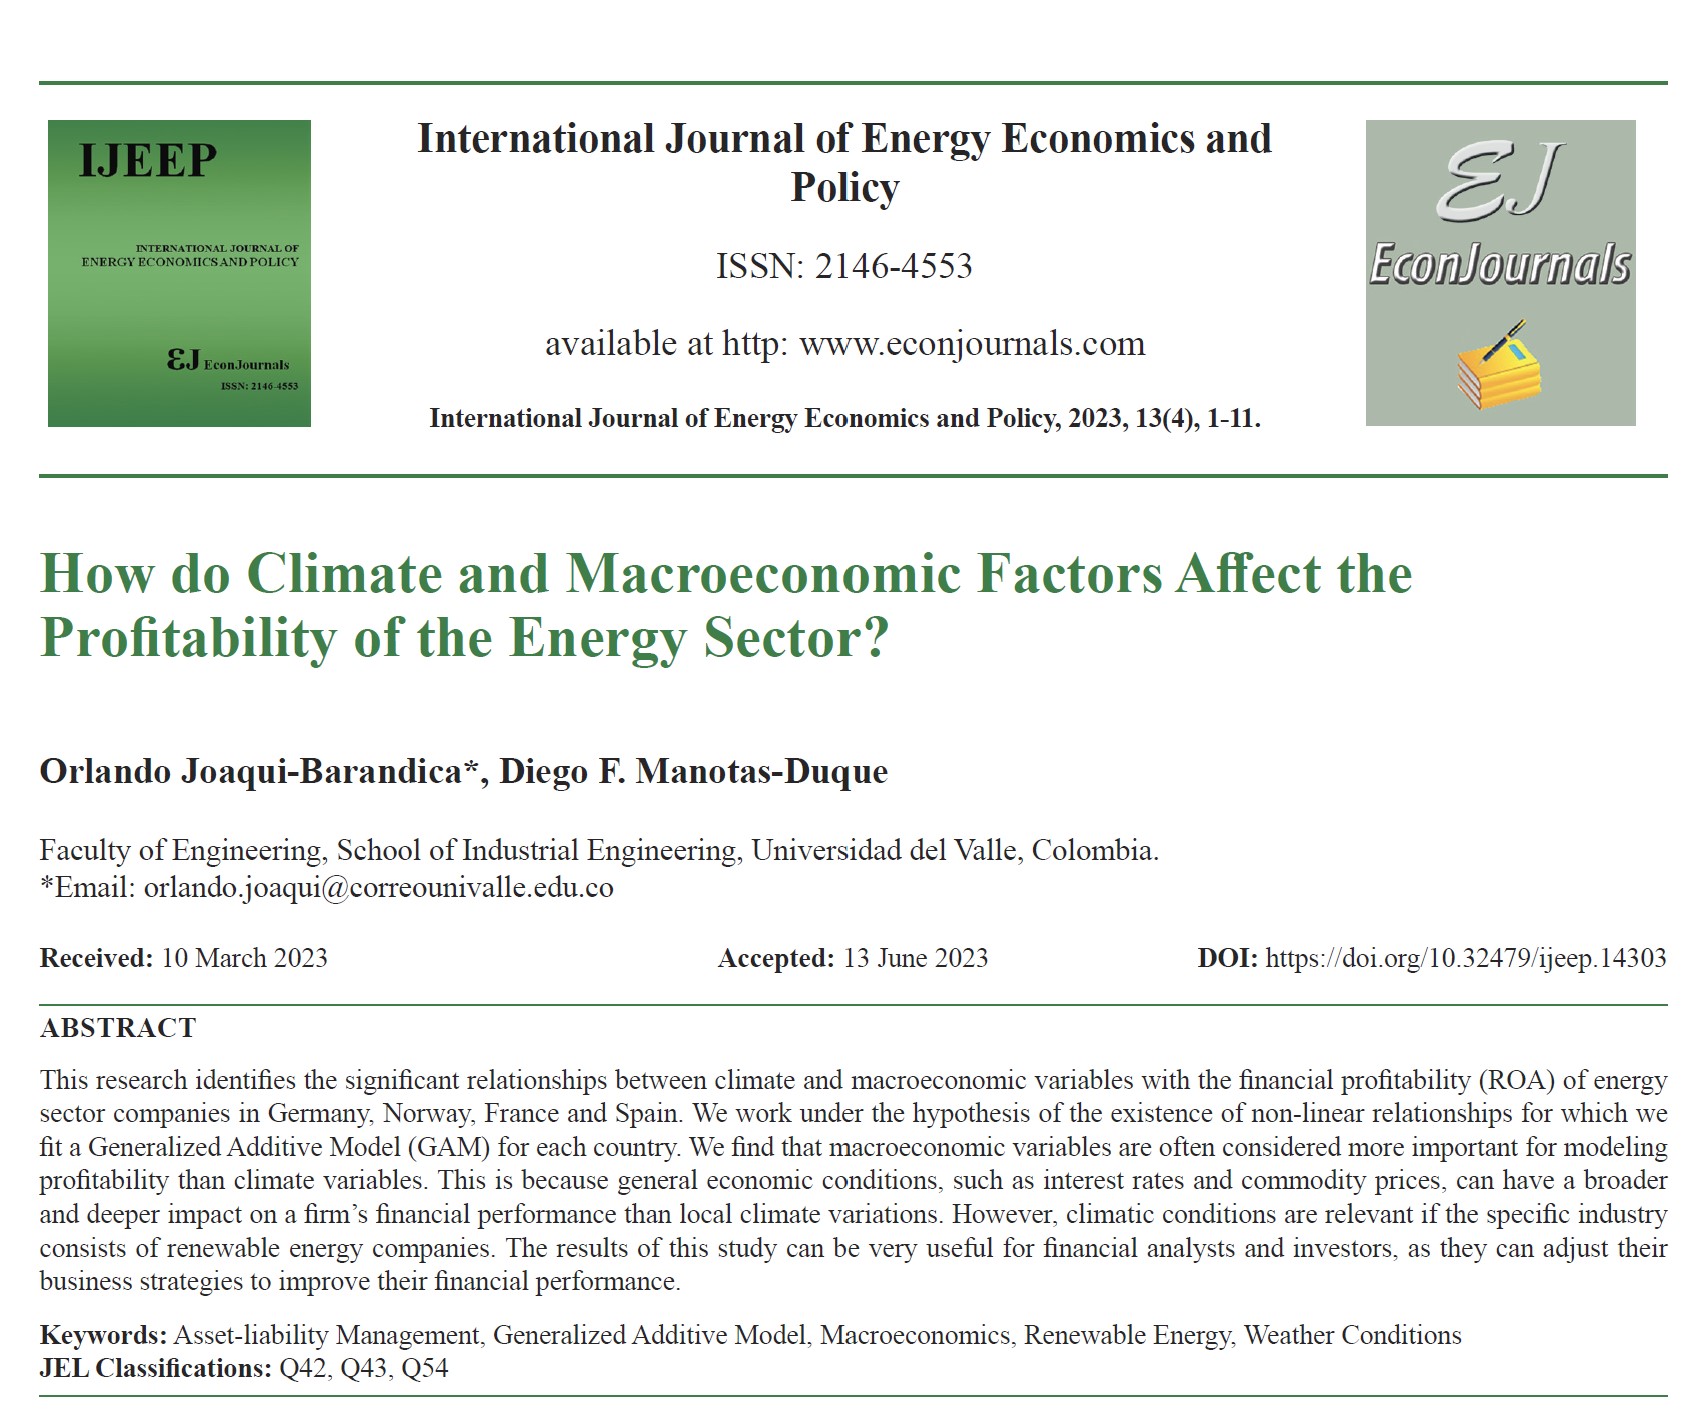 IJEEP
INTERNATIONAL JOURNAL OF
ENERGY ECONOMICS AND POLICY
ƐJ EconJournals
ISSN: 2146-4553
International Journal of Energy Economics and
Policy
ISSN: 2146-4553
available at http: www.econjournals.com
International Journal of Energy Economics and Policy, 2023, 13(4), 1-11.
EJ
EconJournals
How do Climate and Macroeconomic Factors Affect the
Profitability of the Energy Sector?
Orlando Joaqui-Barandica*, Diego F. Manotas-Duque
Faculty of Engineering, School of Industrial Engineering, Universidad del Valle, Colombia.
*Email: orlando.joaqui@correounivalle.edu.co
Received: 10 March 2023 Accepted: 13 June 2023 DOI: https://doi.org/10.32479/ijeep.14303
ABSTRACT
This research identifies the significant relationships between climate and macroeconomic variables with the financial profitability (ROA) of energy
sector companies in Germany, Norway, France and Spain. We work under the hypothesis of the existence of non-linear relationships for which we
fit a Generalized Additive Model (GAM) for each country. We find that macroeconomic variables are often considered more important for modeling
profitability than climate variables. This is because general economic conditions, such as interest rates and commodity prices, can have a broader
and deeper impact on a firm’s financial performance than local climate variations. However, climatic conditions are relevant if the specific industry
consists of renewable energy companies. The results of this study can be very useful for financial analysts and investors, as they can adjust their
business strategies to improve their financial performance.
Keywords: Asset-liability Management, Generalized Additive Model, Macroeconomics, Renewable Energy, Weather Conditions
JEL Classifications: Q42, Q43, Q54